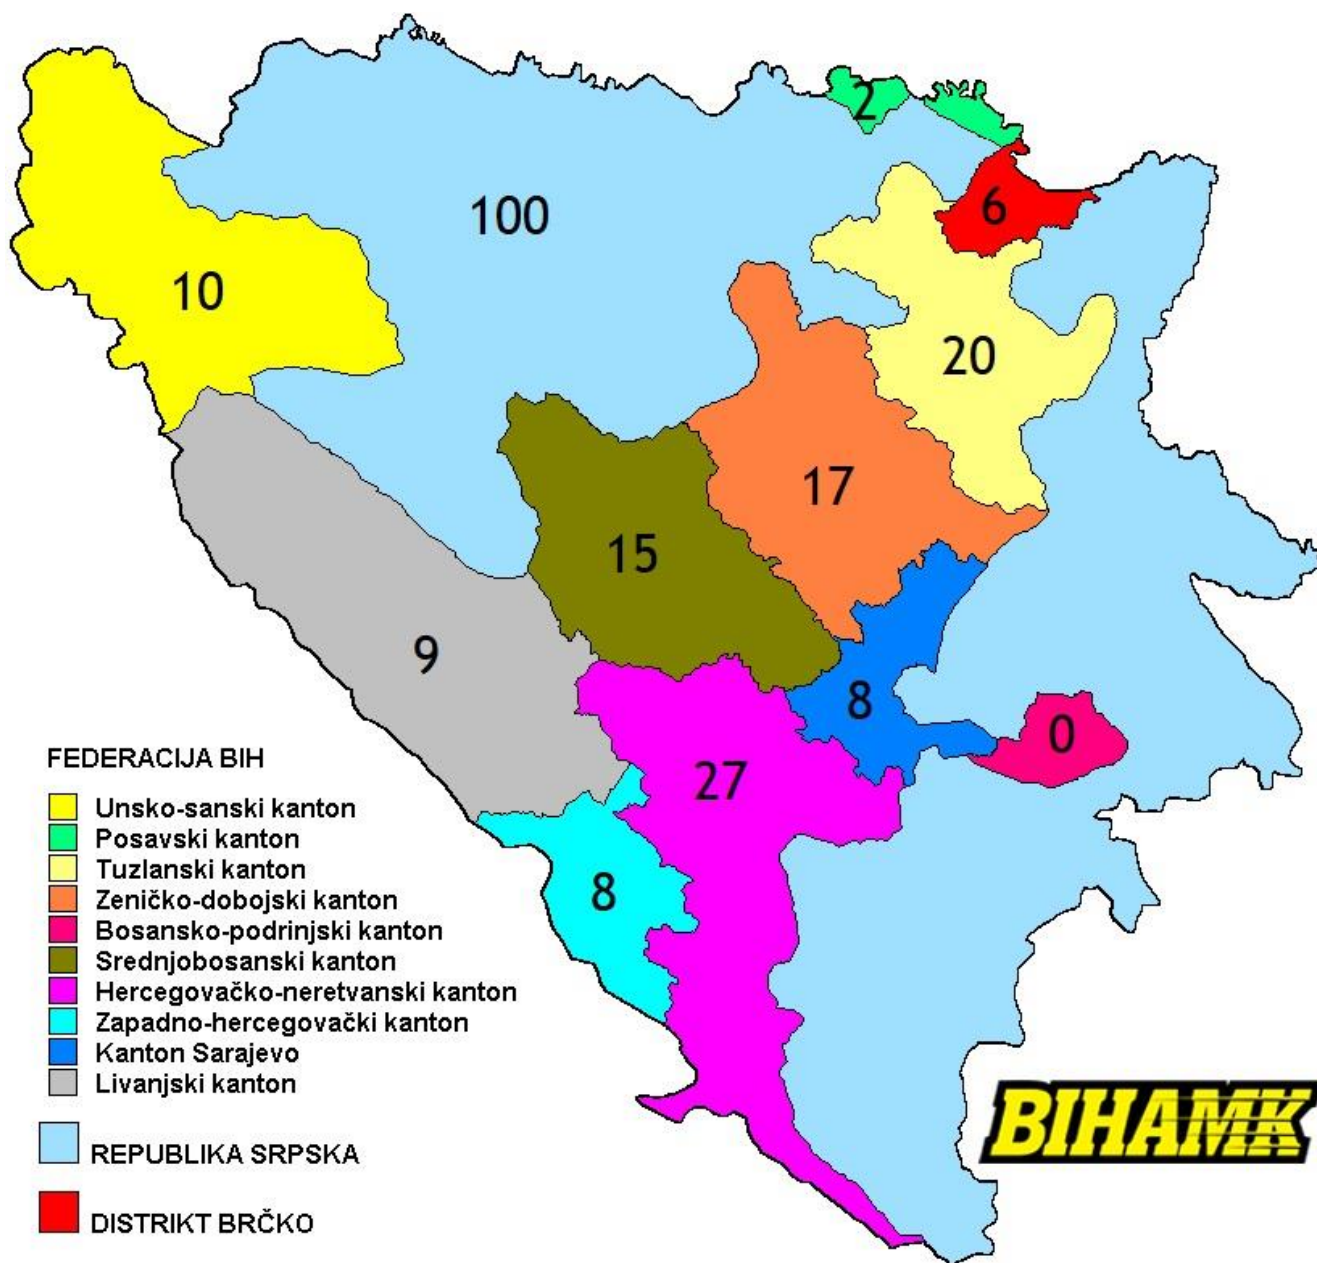 2
6
100
10
20
17
15
9
8
0
27
8
FEDERACIJA BIH
Unsko-sanski kanton
Posavski kanton
Tuzlanski kanton
Zeničko-dobojski kanton
Bosansko-podrinjski kanton
Srednjobosanski kanton
Hercegovačko-neretvanski kanton
Zapadno-hercegovački kanton
Kanton Sarajevo
Livanjski kanton
REPUBLIKA SRPSKA
DISTRIKT BRČKO
BIHAMK